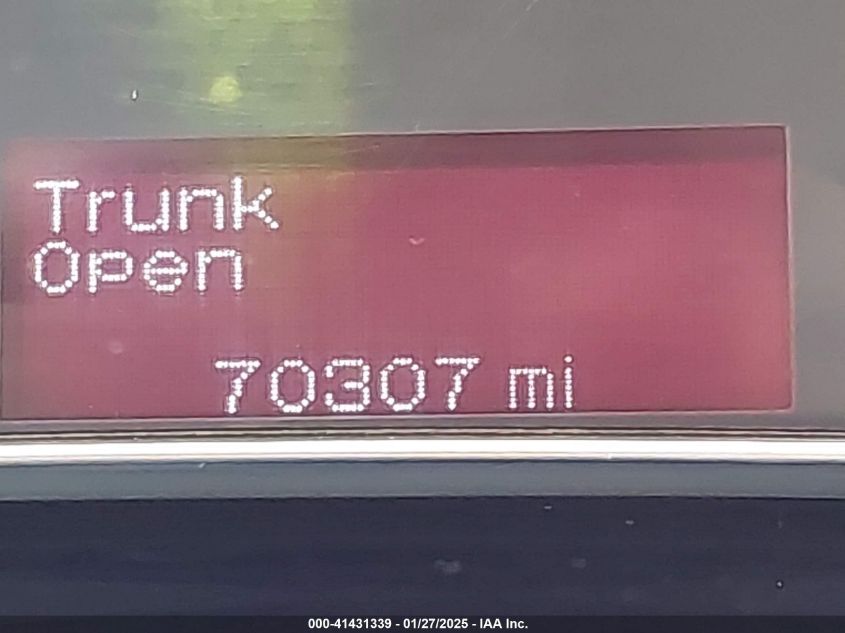 Trunk
Open
70307 mi
000-41431339 - 01/27/2025 - IAA Inc.